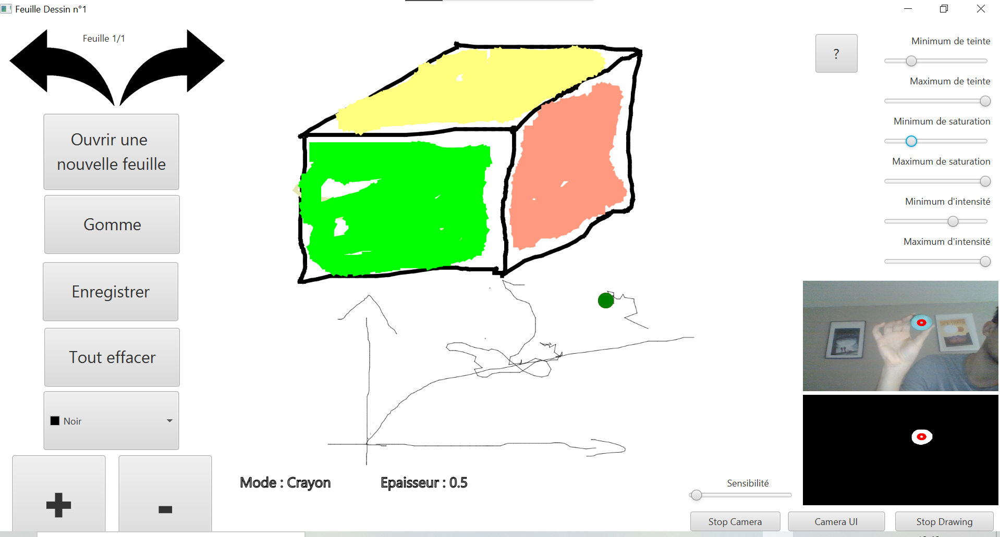 Feuille Dessin n°1
Feuille 1/1
Ouvrir une
nouvelle feuille
Gomme
Enregistrer
Tout effacer
Noir
+
-
Mode : Crayon
Epaisseur : 0.5
?
Minimum de teinte
Maximum de teinte
Minimum de saturation
Maximum de saturation
Minimum d'intensité
Maximum d'intensité
Sensibilité
Stop Camera
Camera UI
Stop Drawing